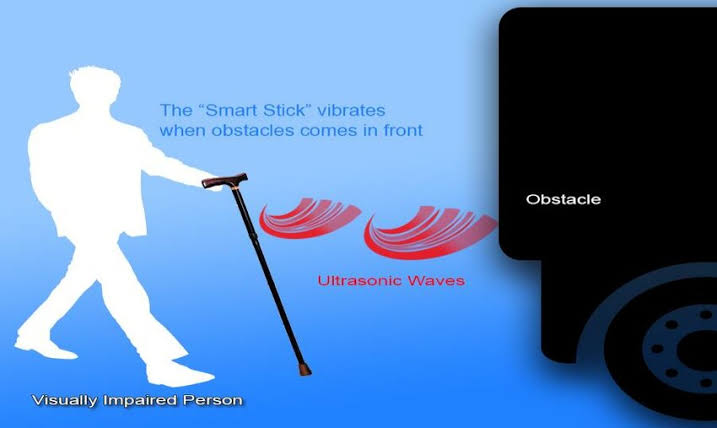 The “Smart Stick” vibrates
when obstacles comes in front
Obstacle
Ultrasonic Waves
Visually Impaired Person